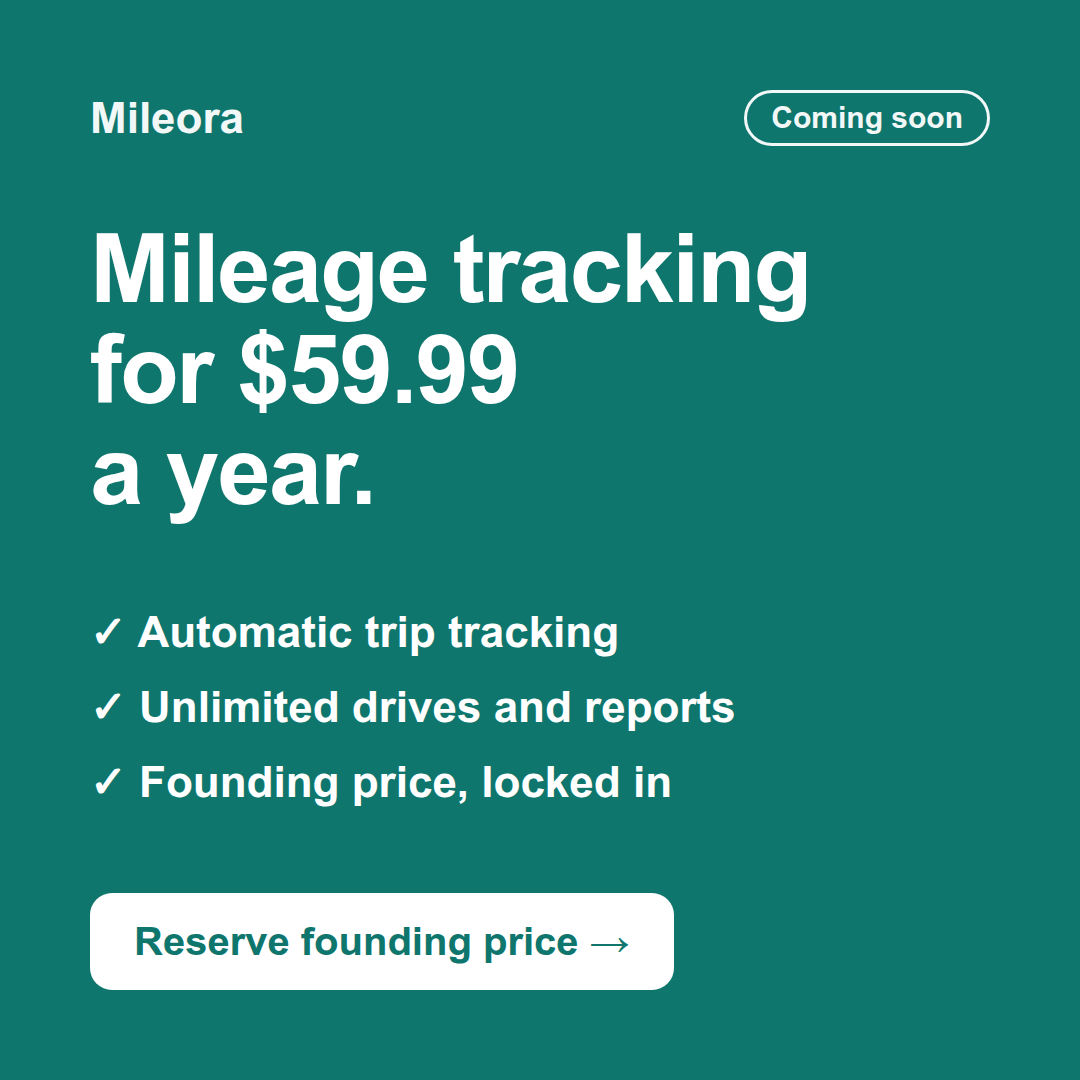 Mileora
Coming soon
Mileage tracking
for $59.99
a year.
✓ Automatic trip tracking
✓ Unlimited drives and reports
✓ Founding price, locked in
Reserve founding price →